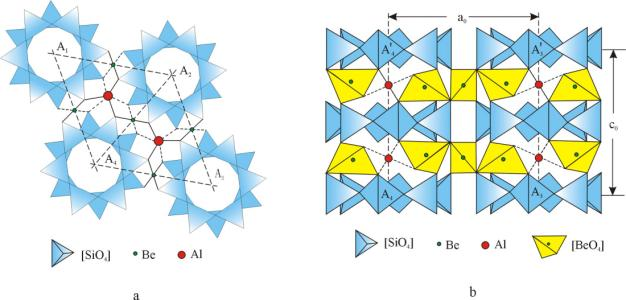 A₁
A₂
A₄
A₃
[SiO₄] Be Al
a
a₀
A'₄ A'₃
c₀
A₄ A₃
[SiO₄] Be Al [BeO₄]
b